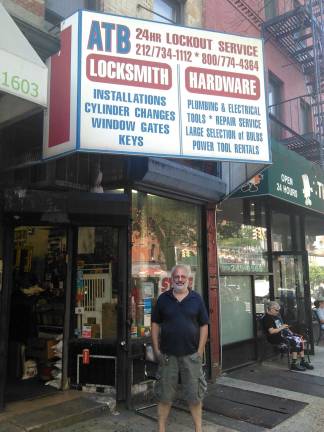 ATB 24HR LOCKOUT SERVICE
212/734-1112 * 800/774-4364
LOCKSMITH
INSTALLATIONS
CYLINDER CHANGES
WINDOW GATES
KEYS
HARDWARE
PLUMBING & ELECTRICAL
TOOLS * REPAIR SERVICE
LARGE SELECTION of BULBS
POWER TOOL RENTALS
1603
OPEN
24 HOURS